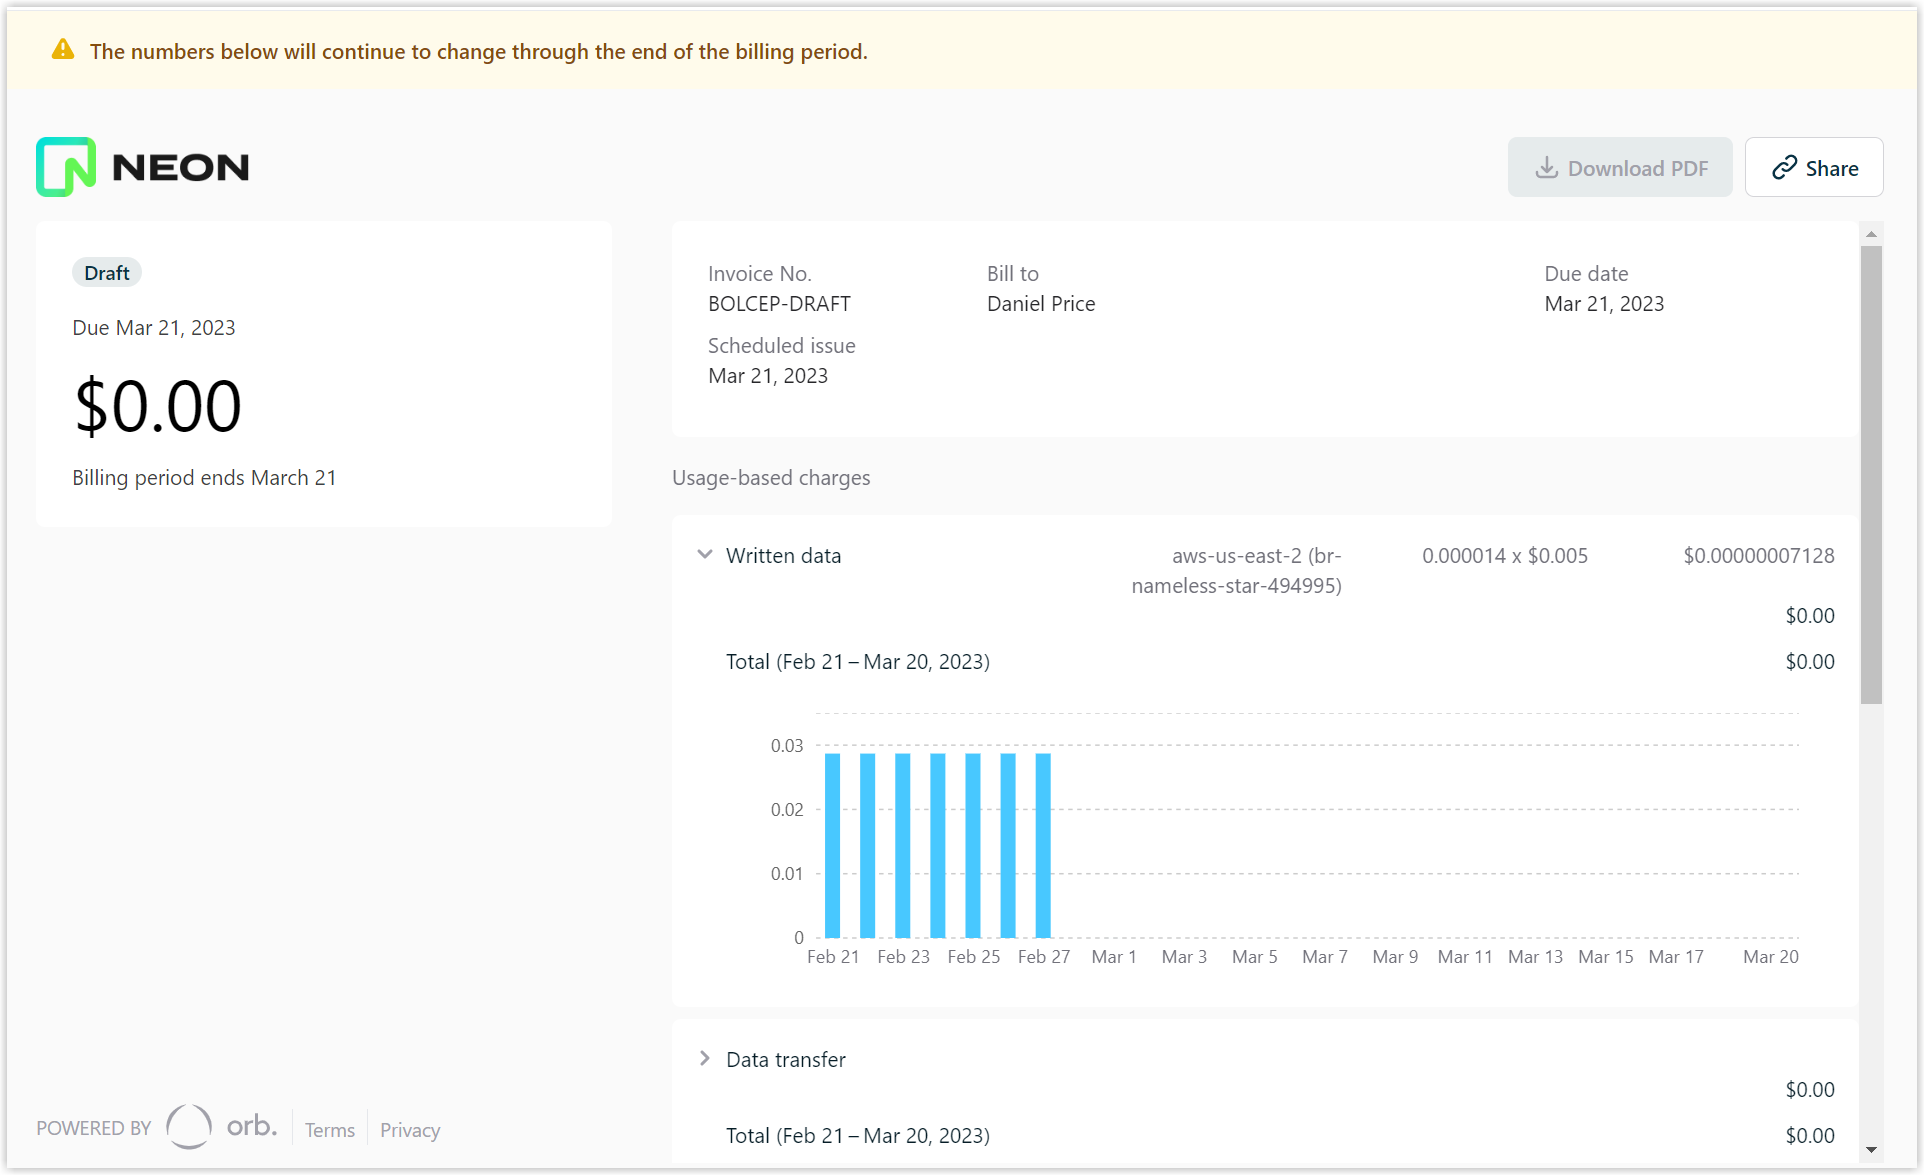 The numbers below will continue to change through the end of the billing period.
NEON
Download PDF
Share
Draft
Due Mar 21, 2023
$0.00
Billing period ends March 21
Invoice No.
BOLCEP-DRAFT
Bill to
Daniel Price
Due date
Mar 21, 2023
Scheduled issue
Mar 21, 2023
Usage-based charges
Written data
aws-us-east-2 (br-
nameless-star-494995)
0.000014 x $0.005
$0.00000007128
$0.00
Total (Feb 21 – Mar 20, 2023)
$0.00
0.03
0.02
0.01
0
Feb 21 Feb 23 Feb 25 Feb 27 Mar 1 Mar 3 Mar 5 Mar 7 Mar 9 Mar 11 Mar 13 Mar 15 Mar 17 Mar 20
Data transfer
$0.00
Total (Feb 21 – Mar 20, 2023)
$0.00
POWERED BY orb. Terms Privacy